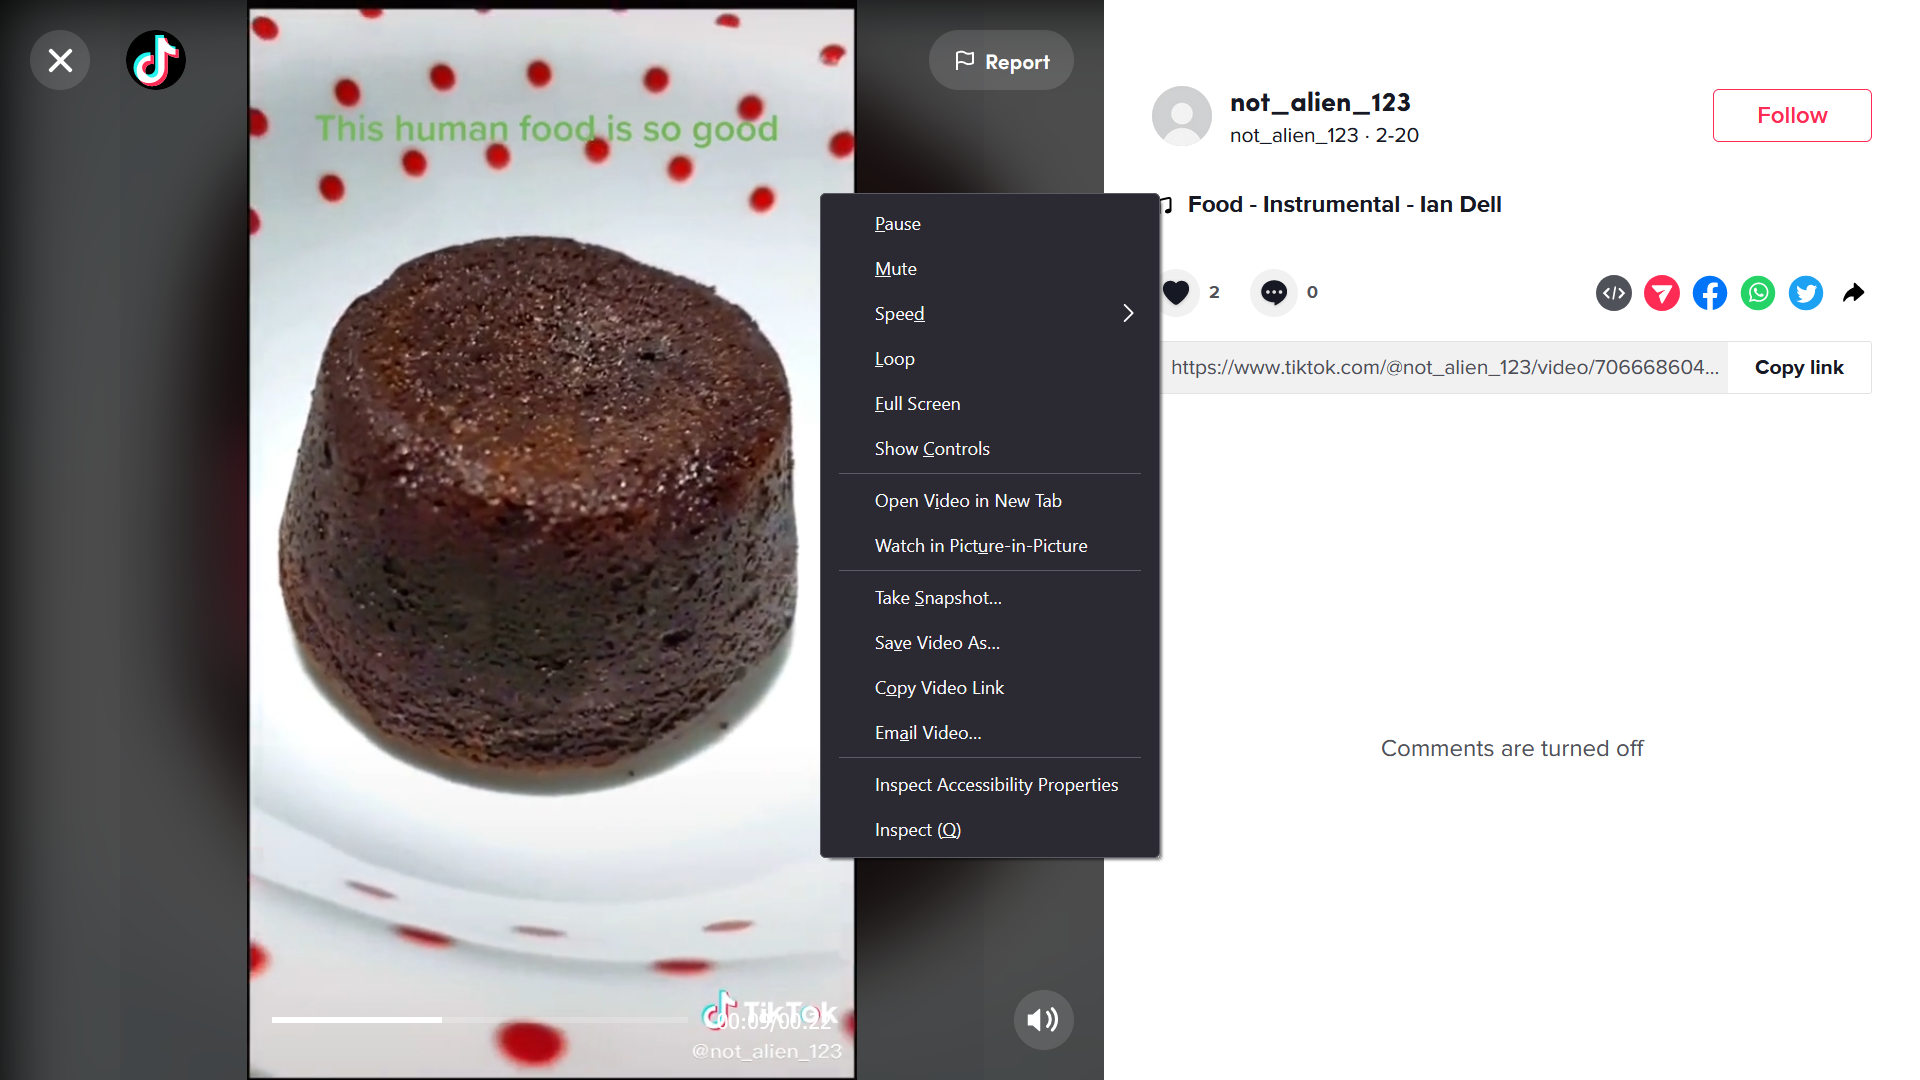 Report
This human food is so good
Pause
Mute
Speed
Loop
Full Screen
Show Controls
Open Video in New Tab
Watch in Picture-in-Picture
Take Snapshot...
Save Video As...
Copy Video Link
Email Video...
Inspect Accessibility Properties
Inspect (Q)
TikTok
00:09/00:22
@not_alien_123
not_alien_123
not_alien_123 · 2-20
Follow
Food - Instrumental - Ian Dell
2
0
https://www.tiktok.com/@not_alien_123/video/706668604...
Copy link
Comments are turned off